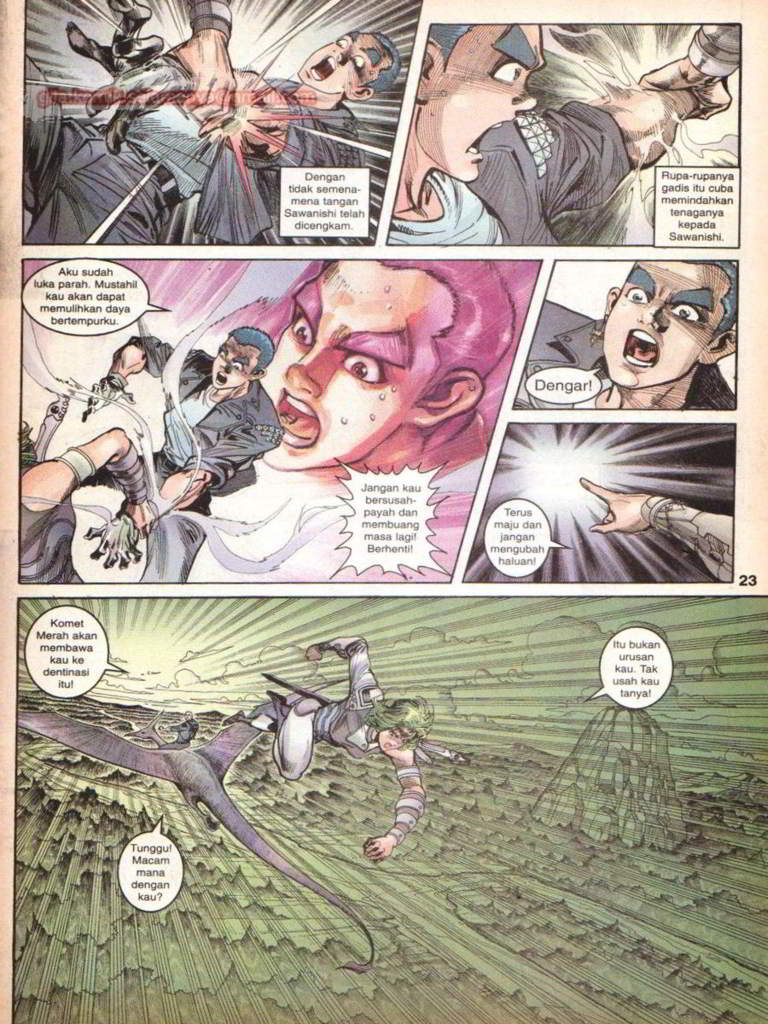 Dengan
tidak semena-
mena tangan
Sawanishi telah
dicengkam.
Rupa-rupanya
gadis itu cuba
memindahkan
tenaganya
kepada
Sawanishi.
Aku sudah
luka parah. Mustahil
kau akan dapat
memulihkan daya
bertempurku.
Jangan kau
bersusah-
payah dan
membuang
masa lagi!
Berhenti!
Dengar!
Terus
maju dan
jangan
mengubah
haluan!
23
Komet
Merah akan
membawa
kau ke
dentinasi
itu!
Itu bukan
urusan
kau. Tak
usah kau
tanya!
Tunggu!
Macam
mana
dengan
kau?